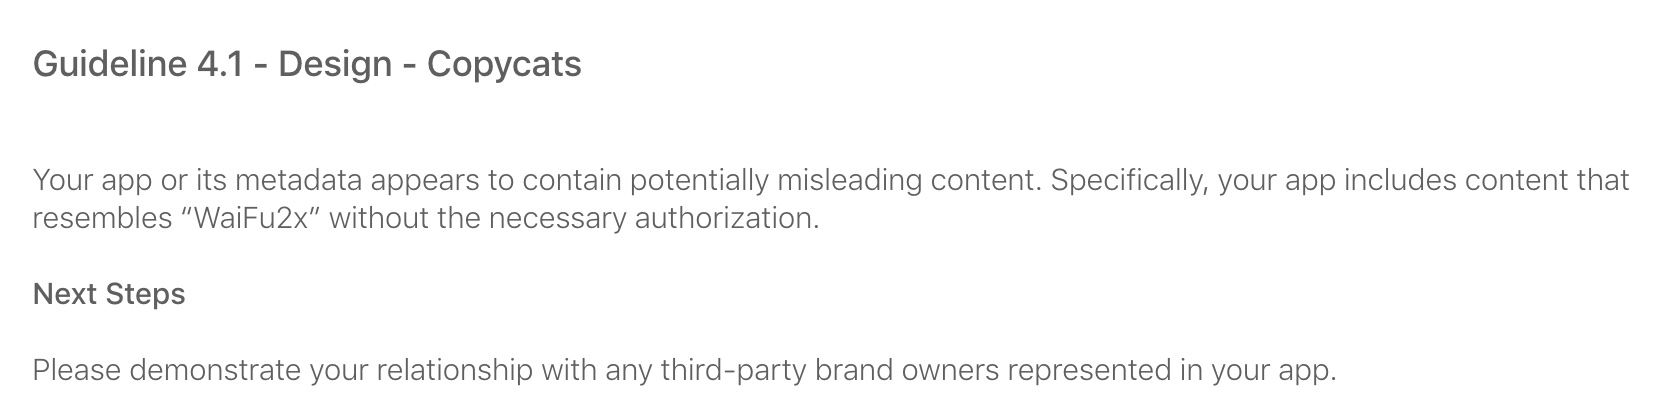 Guideline 4.1 - Design - Copycats
Your app or its metadata appears to contain potentially misleading content. Specifically, your app includes content that
resembles “WaiFu2x” without the necessary authorization.
Next Steps
Please demonstrate your relationship with any third-party brand owners represented in your app.